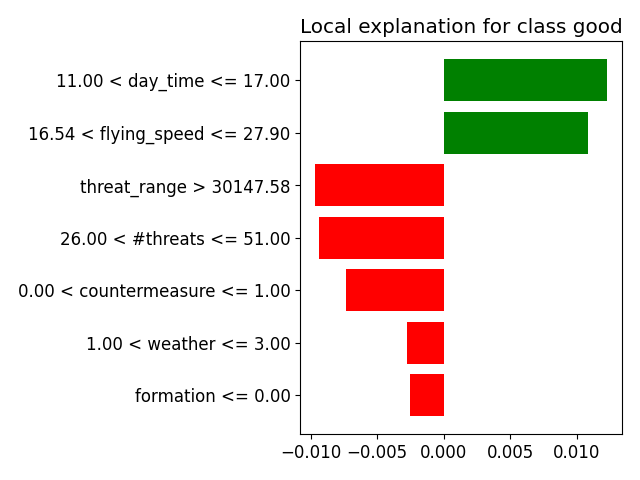 Local explanation for class good
11.00 < day_time <= 17.00
16.54 < flying_speed <= 27.90
threat_range > 30147.58
26.00 < #threats <= 51.00
0.00 < countermeasure <= 1.00
1.00 < weather <= 3.00
formation <= 0.00
−0.010 −0.005 0.000 0.005 0.010